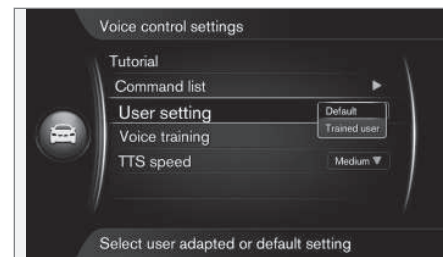 Voice control settings
Tutorial
Command list
User setting
Default
Trained user
Voice training
TTS speed
Medium
Select user adapted or default setting